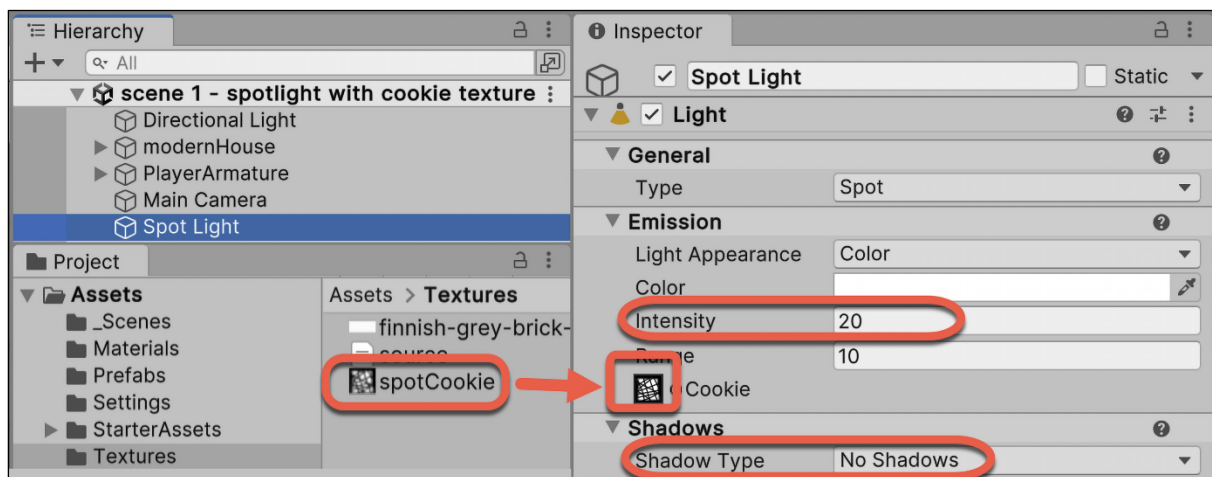 Hierarchy
All
scene 1 - spotlight with cookie texture
Directional Light
modernHouse
PlayerArmature
Main Camera
Spot Light
Project
Assets
_Scenes
Materials
Prefabs
Settings
StarterAssets
Textures
Assets > Textures
finnish-grey-brick-
source
spotCookie
Inspector
Spot Light Static
Light
General
Type Spot
Emission
Light Appearance Color
Color
Intensity 20
Range 10
Cookie
Shadows
Shadow Type No Shadows